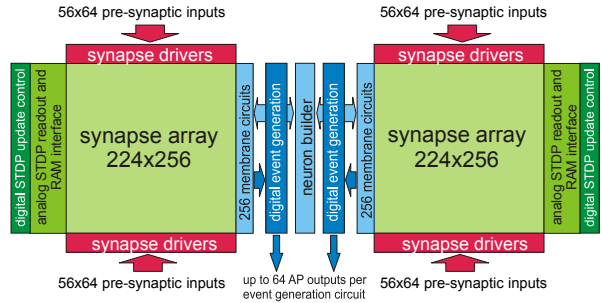 56x64 pre-synaptic inputs
56x64 pre-synaptic inputs
synapse drivers
synapse drivers
digital STDP update control
analog STDP readout and
RAM interface
synapse array
224x256
256 membrane circuits
digital event generation
neuron builder
digital event generation
256 membrane circuits
synapse array
224x256
analog STDP readout and
RAM interface
digital STDP update control
synapse drivers
synapse drivers
56x64 pre-synaptic inputs
up to 64 AP outputs per
event generation circuit
56x64 pre-synaptic inputs